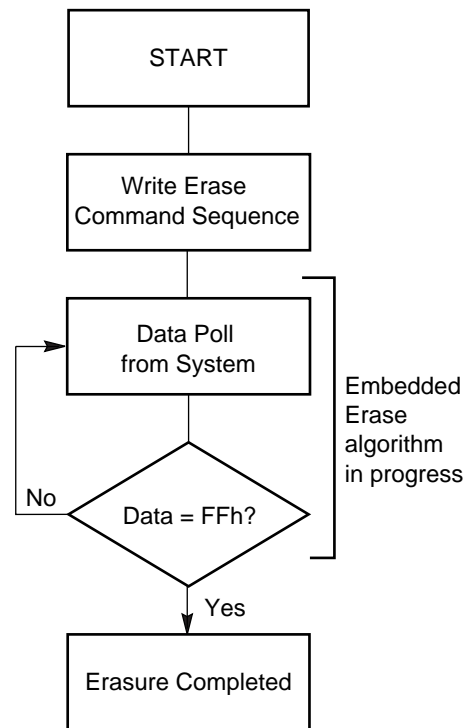 START
Write Erase
Command Sequence
Data Poll
from System
Embedded
Erase
algorithm
in progress
No
Data = FFh?
Yes
Erasure Completed